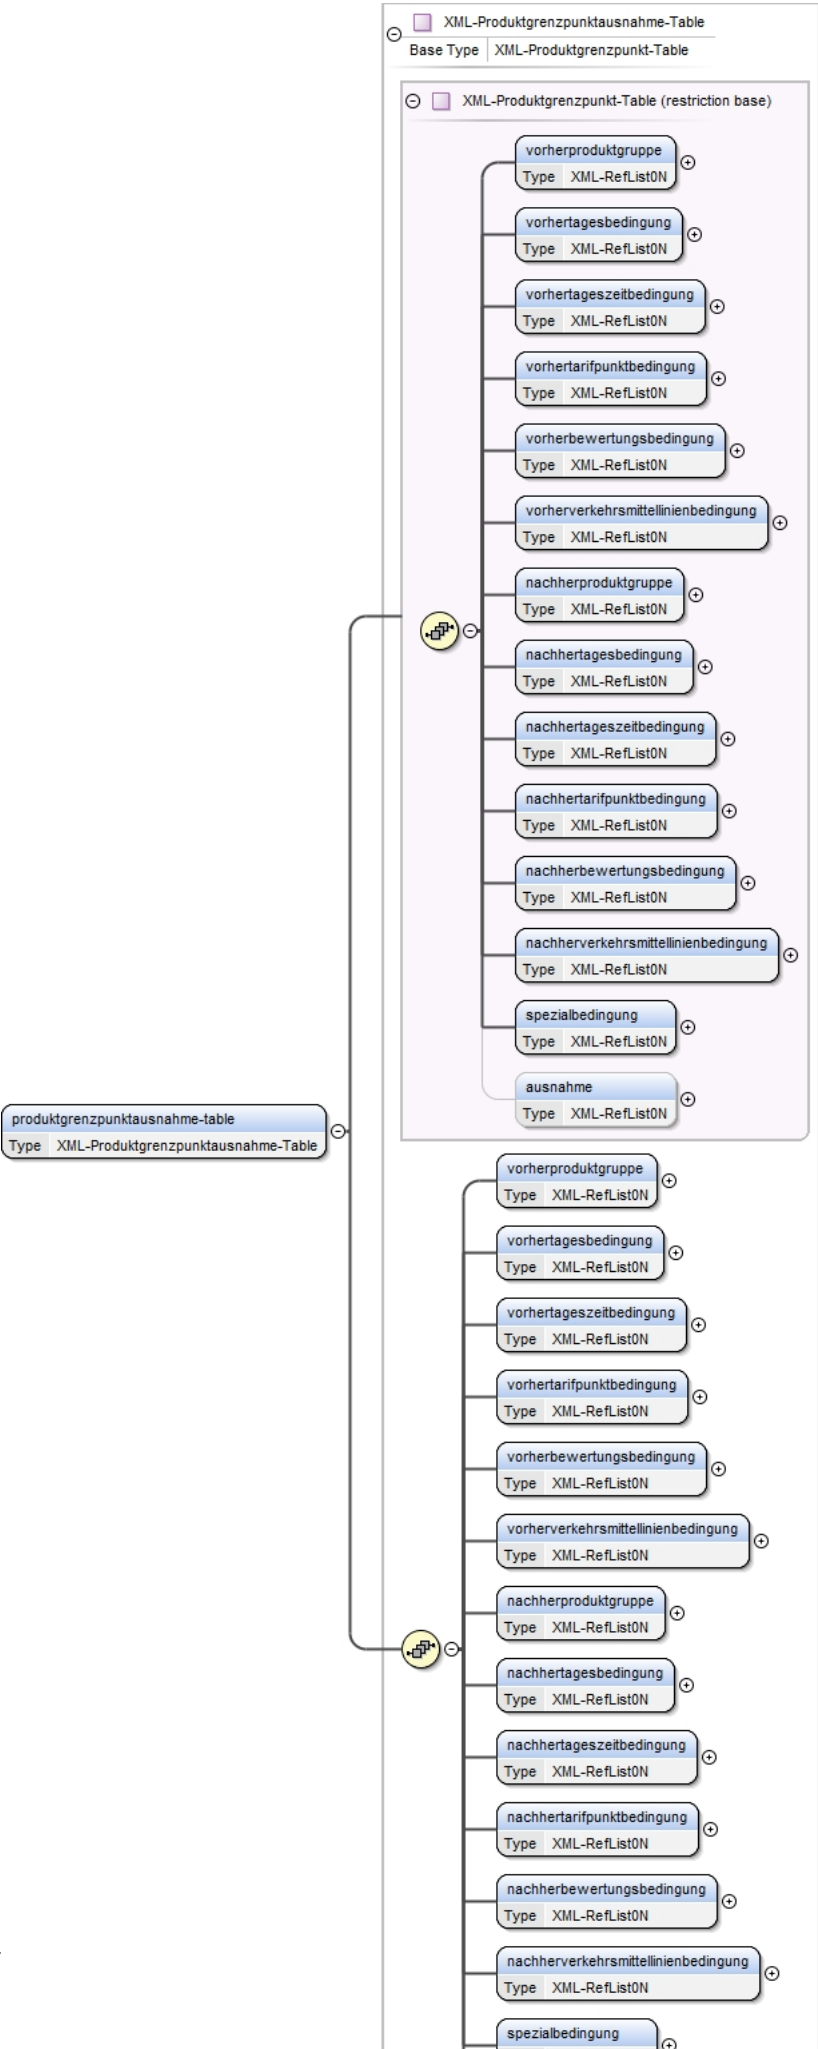 XML-Produktgrenzpunktausnahme-Table
Base Type XML-Produktgrenzpunkt-Table
XML-Produktgrenzpunkt-Table (restriction base)
vorherproduktgruppe
Type XML-RefList0N
vorhertagesbedingung
Type XML-RefList0N
vorhertageszeitbedingung
Type XML-RefList0N
vorhertarifpunktbedingung
Type XML-RefList0N
vorherbewertungsbedingung
Type XML-RefList0N
vorherverkehrsmittellinienbedingung
Type XML-RefList0N
nachherproduktgruppe
Type XML-RefList0N
nachhertagesbedingung
Type XML-RefList0N
nachhertageszeitbedingung
Type XML-RefList0N
nachhertarifpunktbedingung
Type XML-RefList0N
nachherbewertungsbedingung
Type XML-RefList0N
nachherverkehrsmittellinienbedingung
Type XML-RefList0N
spezialbedingung
Type XML-RefList0N
ausnahme
Type XML-RefList0N
produktgrenzpunktausnahme-table
Type XML-Produktgrenzpunktausnahme-Table
vorherproduktgruppe
Type XML-RefList0N
vorhertagesbedingung
Type XML-RefList0N
vorhertageszeitbedingung
Type XML-RefList0N
vorhertarifpunktbedingung
Type XML-RefList0N
vorherbewertungsbedingung
Type XML-RefList0N
vorherverkehrsmittellinienbedingung
Type XML-RefList0N
nachherproduktgruppe
Type XML-RefList0N
nachhertagesbedingung
Type XML-RefList0N
nachhertageszeitbedingung
Type XML-RefList0N
nachhertarifpunktbedingung
Type XML-RefList0N
nachherbewertungsbedingung
Type XML-RefList0N
nachherverkehrsmittellinienbedingung
Type XML-RefList0N
spezialbedingung